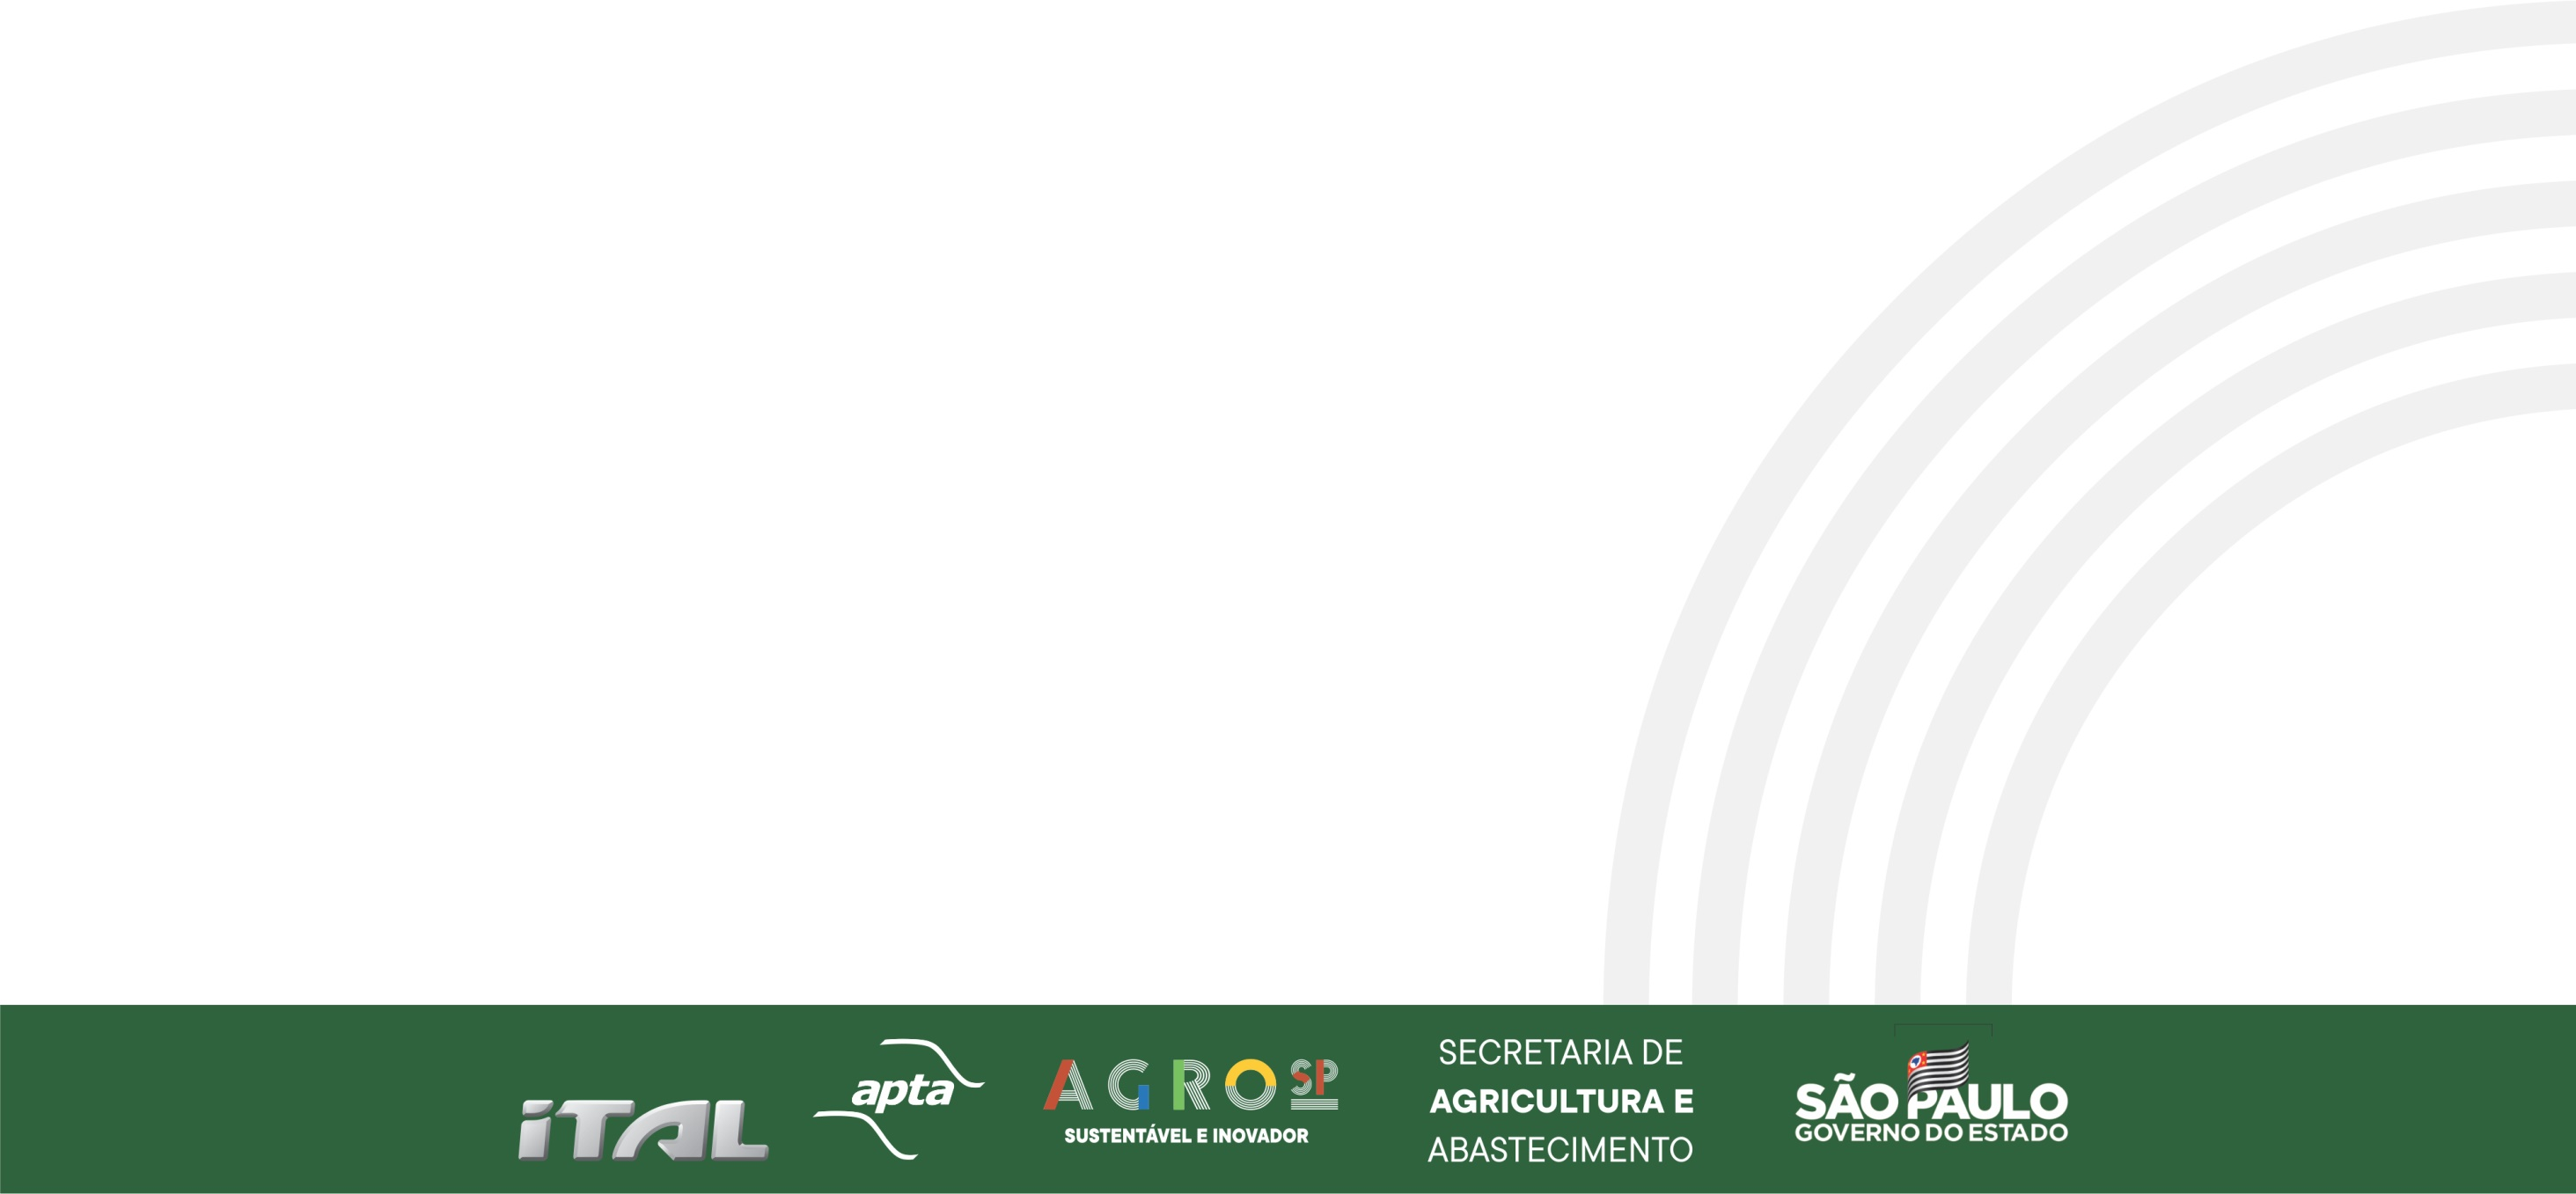 iTAL
apta
AGRO SP
SUSTENTÁVEL E INOVADOR
SECRETARIA DE
AGRICULTURA E
ABASTECIMENTO
SÃO PAULO
GOVERNO DO ESTADO